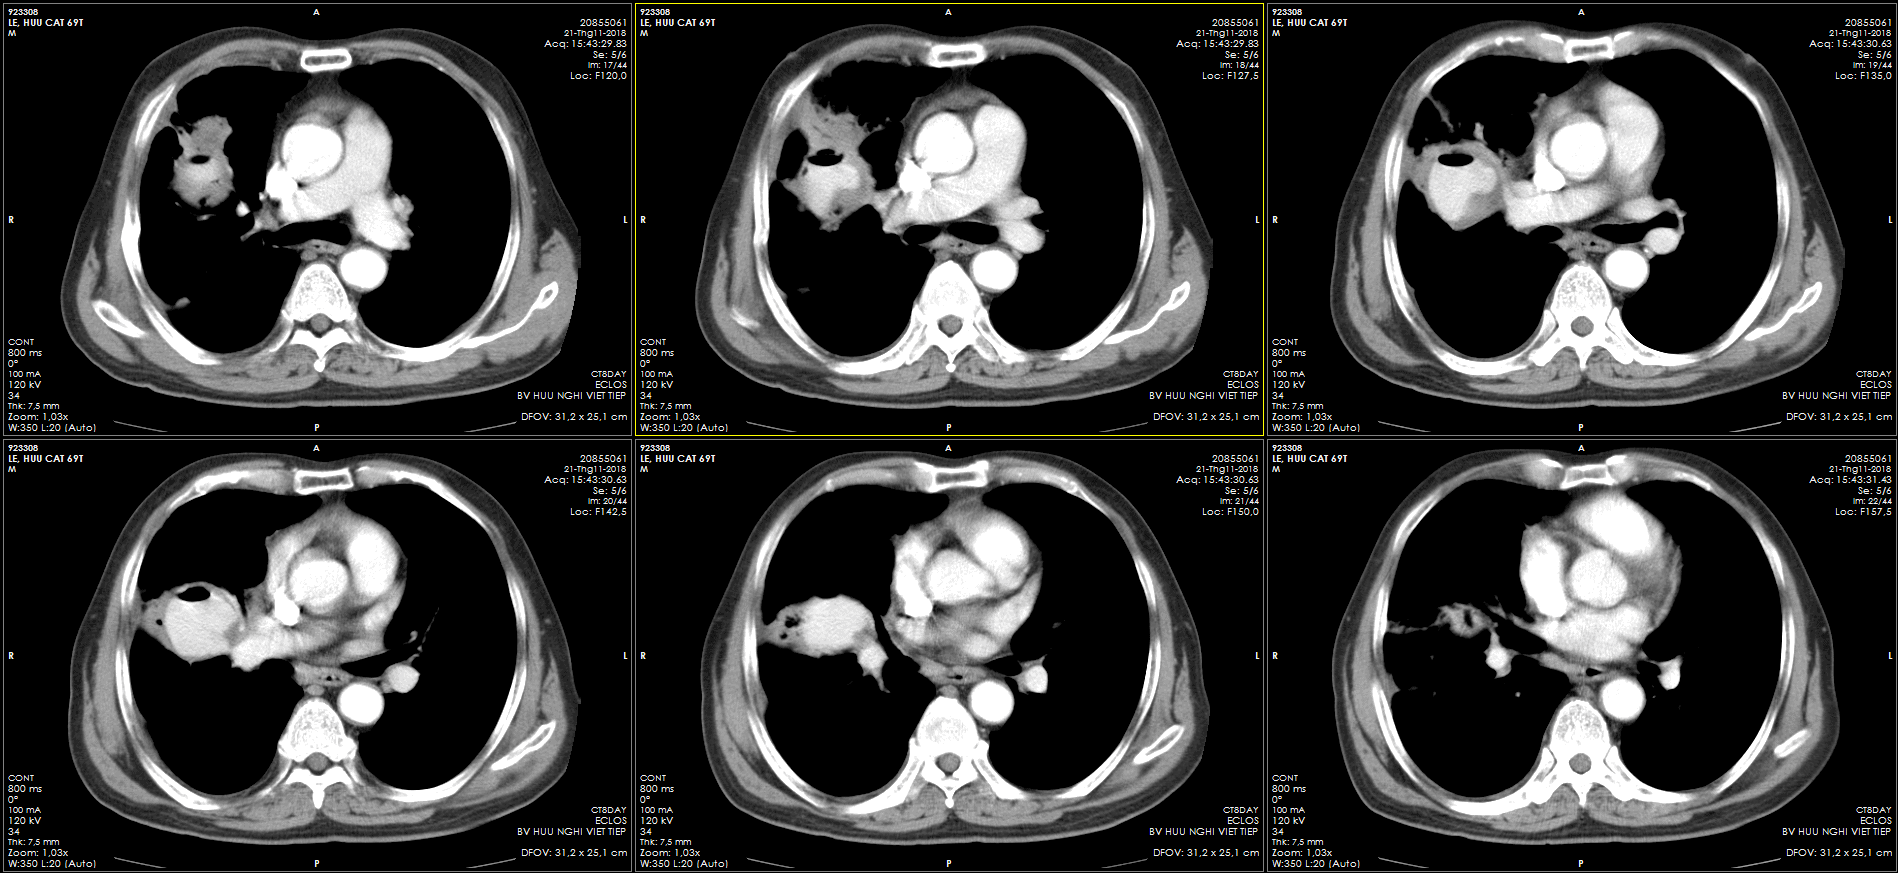 923308
LE, HUU CAT 69T
M
A
20855061
21-Thg11-2018
Acq: 15:43:29.83
Se: 5/6
Im: 17/44
Loc: F120,0
R
L
CONT
800 ms
0°
100 mA
120 kV
34
Thk: 7,5 mm
Zoom: 1,03x
W:350 L:20 (Auto)
P
CT8DAY
ECLOS
BV HUU NGHI VIET TIEP
DFOV: 31,2 x 25,1 cm
923308
LE, HUU CAT 69T
M
A
20855061
21-Thg11-2018
Acq: 15:43:29.83
Se: 5/6
Im: 18/44
Loc: F127,5
R
L
CONT
800 ms
0°
100 mA
120 kV
34
Thk: 7,5 mm
Zoom: 1,03x
W:350 L:20 (Auto)
P
CT8DAY
ECLOS
BV HUU NGHI VIET TIEP
DFOV: 31,2 x 25,1 cm
923308
LE, HUU CAT 69T
M
A
20855061
21-Thg11-2018
Acq: 15:43:30.63
Se: 5/6
Im: 19/44
Loc: F135,0
R
L
CONT
800 ms
0°
100 mA
120 kV
34
Thk: 7,5 mm
Zoom: 1,03x
W:350 L:20 (Auto)
P
CT8DAY
ECLOS
BV HUU NGHI VIET TIEP
DFOV: 31,2 x 25,1 cm
923308
LE, HUU CAT 69T
M
A
20855061
21-Thg11-2018
Acq: 15:43:30.63
Se: 5/6
Im: 20/44
Loc: F142,5
R
L
CONT
800 ms
0°
100 mA
120 kV
34
Thk: 7,5 mm
Zoom: 1,03x
W:350 L:20 (Auto)
P
CT8DAY
ECLOS
BV HUU NGHI VIET TIEP
DFOV: 31,2 x 25,1 cm
923308
LE, HUU CAT 69T
M
A
20855061
21-Thg11-2018
Acq: 15:43:30.63
Se: 5/6
Im: 21/44
Loc: F150,0
R
L
CONT
800 ms
0°
100 mA
120 kV
34
Thk: 7,5 mm
Zoom: 1,03x
W:350 L:20 (Auto)
P
CT8DAY
ECLOS
BV HUU NGHI VIET TIEP
DFOV: 31,2 x 25,1 cm
923308
LE, HUU CAT 69T
M
A
20855061
21-Thg11-2018
Acq: 15:43:31.43
Se: 5/6
Im: 22/44
Loc: F157,5
R
L
CONT
800 ms
0°
100 mA
120 kV
34
Thk: 7,5 mm
Zoom: 1,03x
W:350 L:20 (Auto)
P
CT8DAY
ECLOS
BV HUU NGHI VIET TIEP
DFOV: 31,2 x 25,1 cm